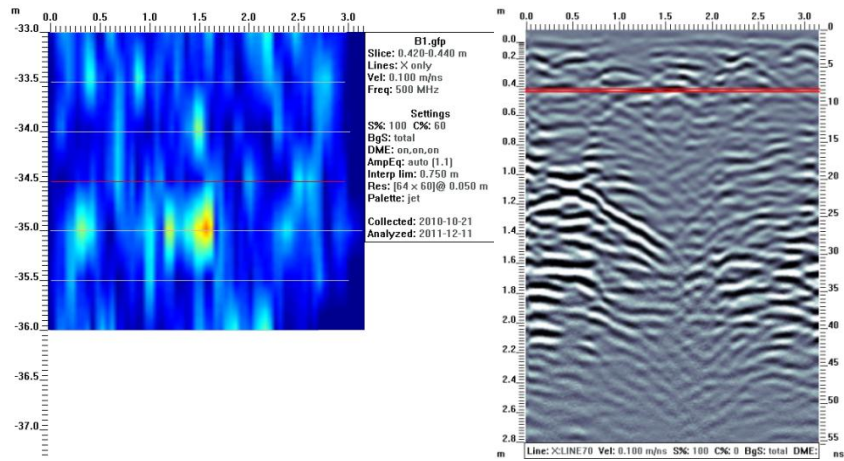 m
0.0 0.5 1.0 1.5 2.0 2.5 3.0
-33.0
-33.5
-34.0
-34.5
-35.0
-35.5
-36.0
-36.5
-37.0
B1.gfp
Slice: 0.420-0.440 m
Lines: X only
Vel: 0.100 m/ns
Freq: 500 MHz
Settings
S%: 100 C%: 60
BgS: total
DME: on,on,on
AmpEq: auto [1.1]
Interp lim: 0.750 m
Res: [64 × 60]@ 0.050 m
Palette: jet
Collected: 2010-10-21
Analyzed: 2011-12-11
m
0.0 0.5 1.0 1.5 2.0 2.5 3.0
0.0
0.2
0.4
0.6
0.8
1.0
1.2
1.4
1.6
1.8
2.0
2.2
2.4
2.6
2.8
m
0
5
10
15
20
25
30
35
40
45
50
55
ns
Line: X:LINE70 Vel: 0.100 m/ns S%: 100 C%: 0 BgS: total DME: